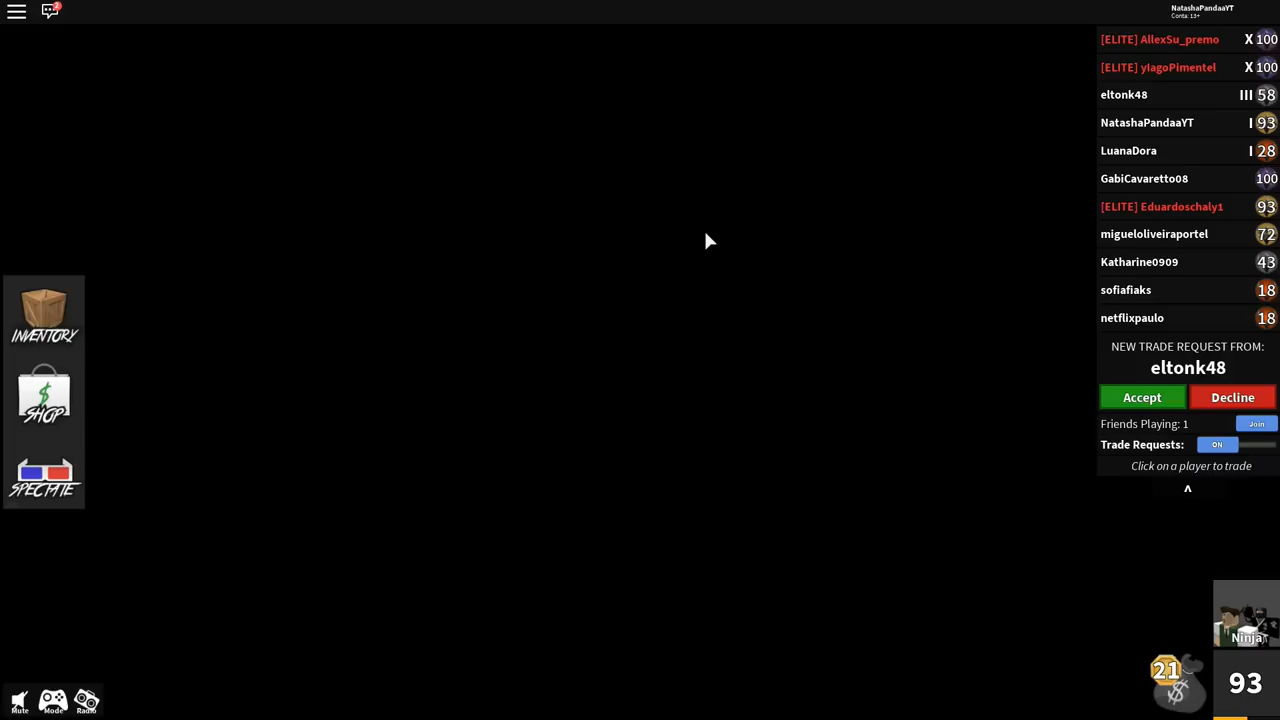 NatashaPandaaYT
Conta: 13+
[ELITE] AllexSu_premo X 100
[ELITE] yIagoPimentel X 100
eltonk48 III 58
NatashaPandaaYT I 93
LuanaDora I 28
GabiCavaretto08 100
[ELITE] Eduardoschaly1 93
migueloliveiraportel 72
Katharine0909 43
sofiafiaks 18
netflixpaulo 18
NEW TRADE REQUEST FROM:
eltonk48
Accept Decline
Friends Playing: 1 Join
Trade Requests: ON
Click on a player to trade
^
INVENTORY
$
SHOP
SPECTATE
Ninja
21
$
93
Mute Mode Radio